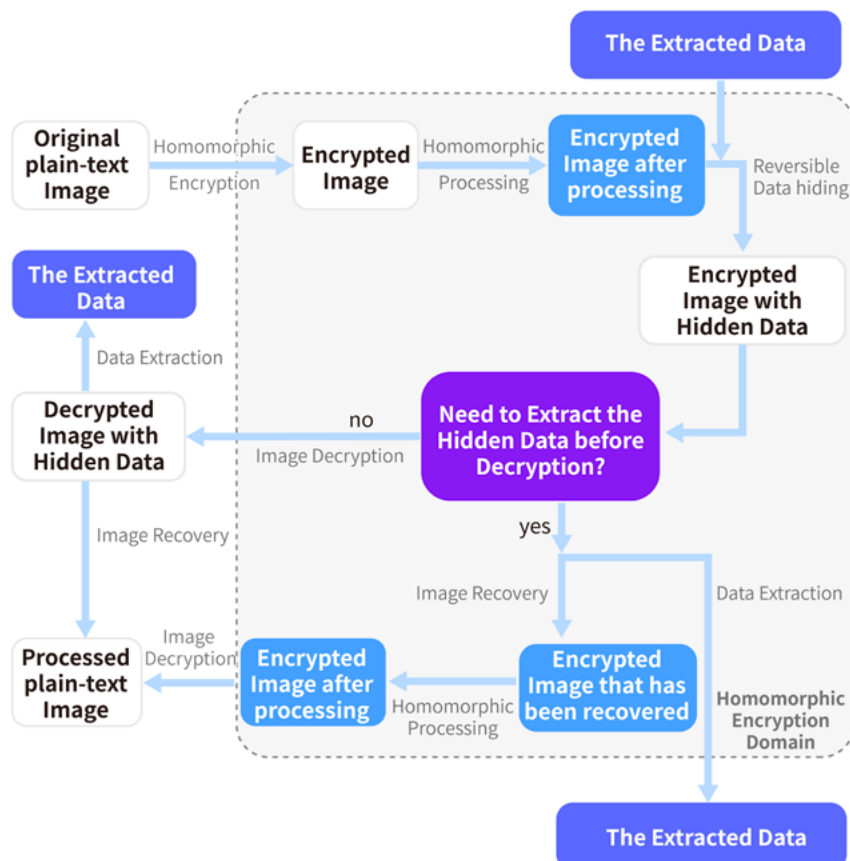 The Extracted Data
Original
plain-text
Image
Homomorphic
Encryption
Encrypted
Image
Homomorphic
Processing
Encrypted
Image after
processing
Reversible
Data hiding
Encrypted
Image with
Hidden Data
The Extracted
Data
Data Extraction
Decrypted
Image with
Hidden Data
no
Image Decryption
Need to Extract the
Hidden Data before
Decryption?
yes
Image Recovery
Image Recovery
Data Extraction
Processed
plain-text
Image
Image
Decryption
Encrypted
Image after
processing
Homomorphic
Processing
Encrypted
Image that has
been recovered
Homomorphic
Encryption
Domain
The Extracted Data